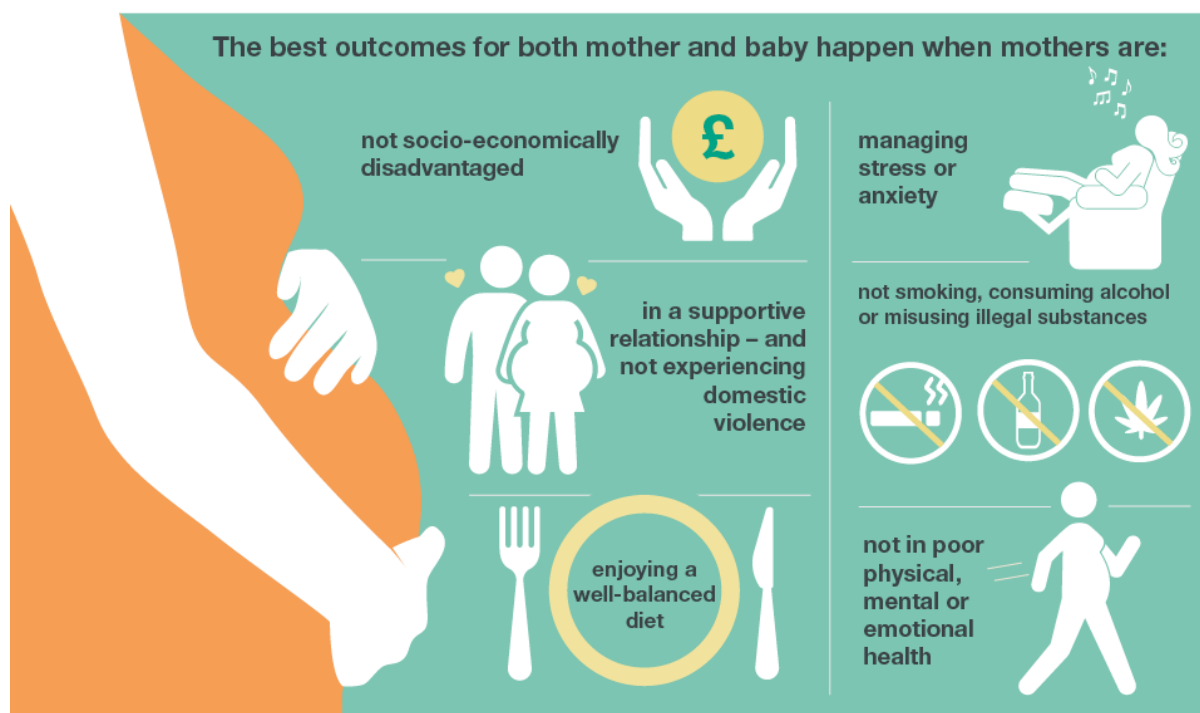 The best outcomes for both mother and baby happen when mothers are:
not socio-economically
disadvantaged
£
in a supportive
relationship – and
not experiencing
domestic
violence
enjoying a
well-balanced
diet
managing
stress or
anxiety
not smoking, consuming alcohol
or misusing illegal substances
not in poor
physical,
mental or
emotional
health